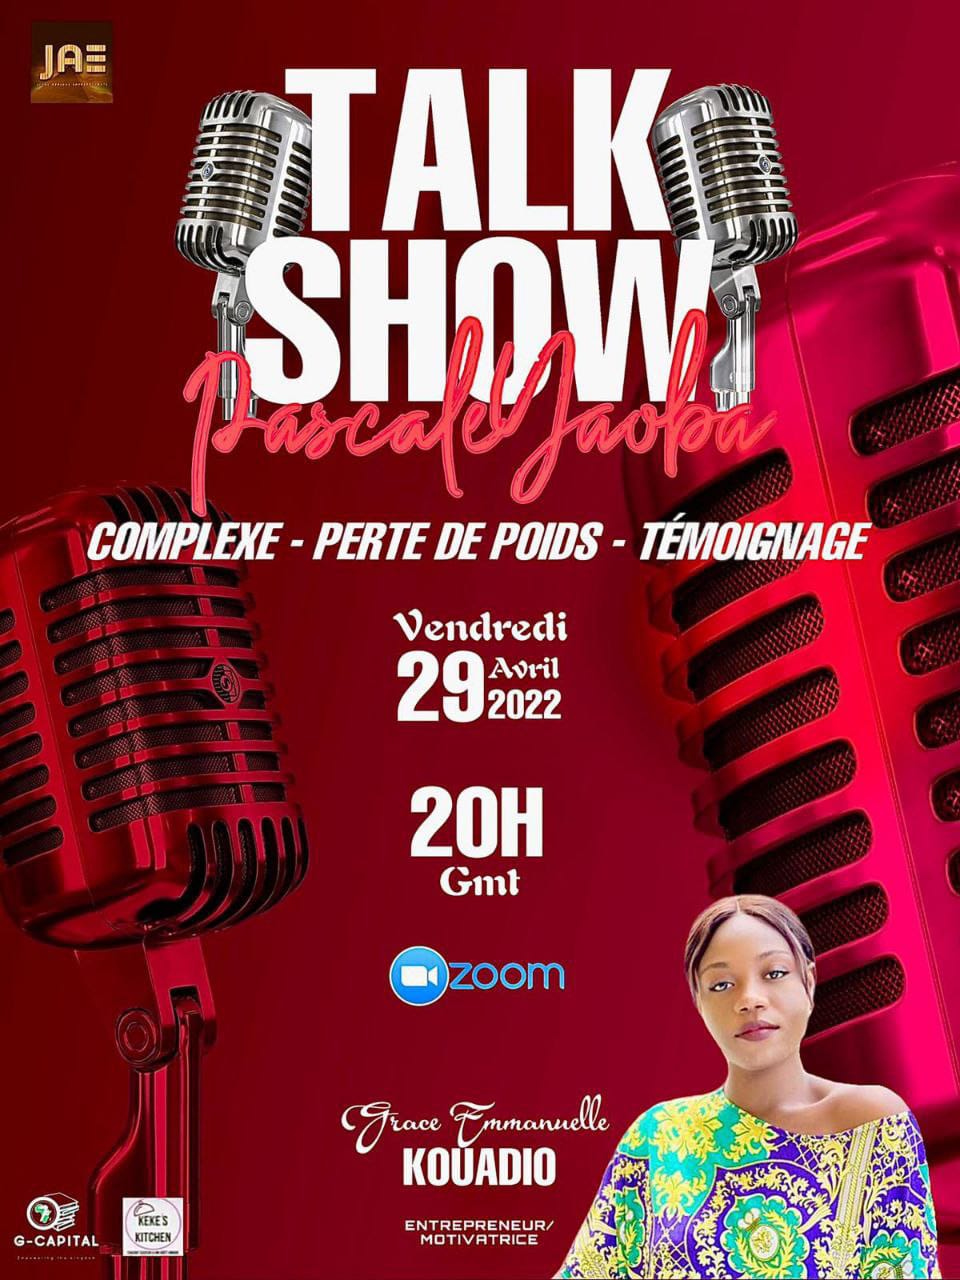 JAE
TALK
SHOW
Pascale Yaoba
COMPLEXE - PERTE DE POIDS - TÉMOIGNAGE
Vendredi
29 Avril
2022
20H
Gmt
zoom
Grace Emmanuelle
KOUADIO
ENTREPRENEUR/
MOTIVATRICE
G-CAPITAL
KEKE'S
KITCHEN